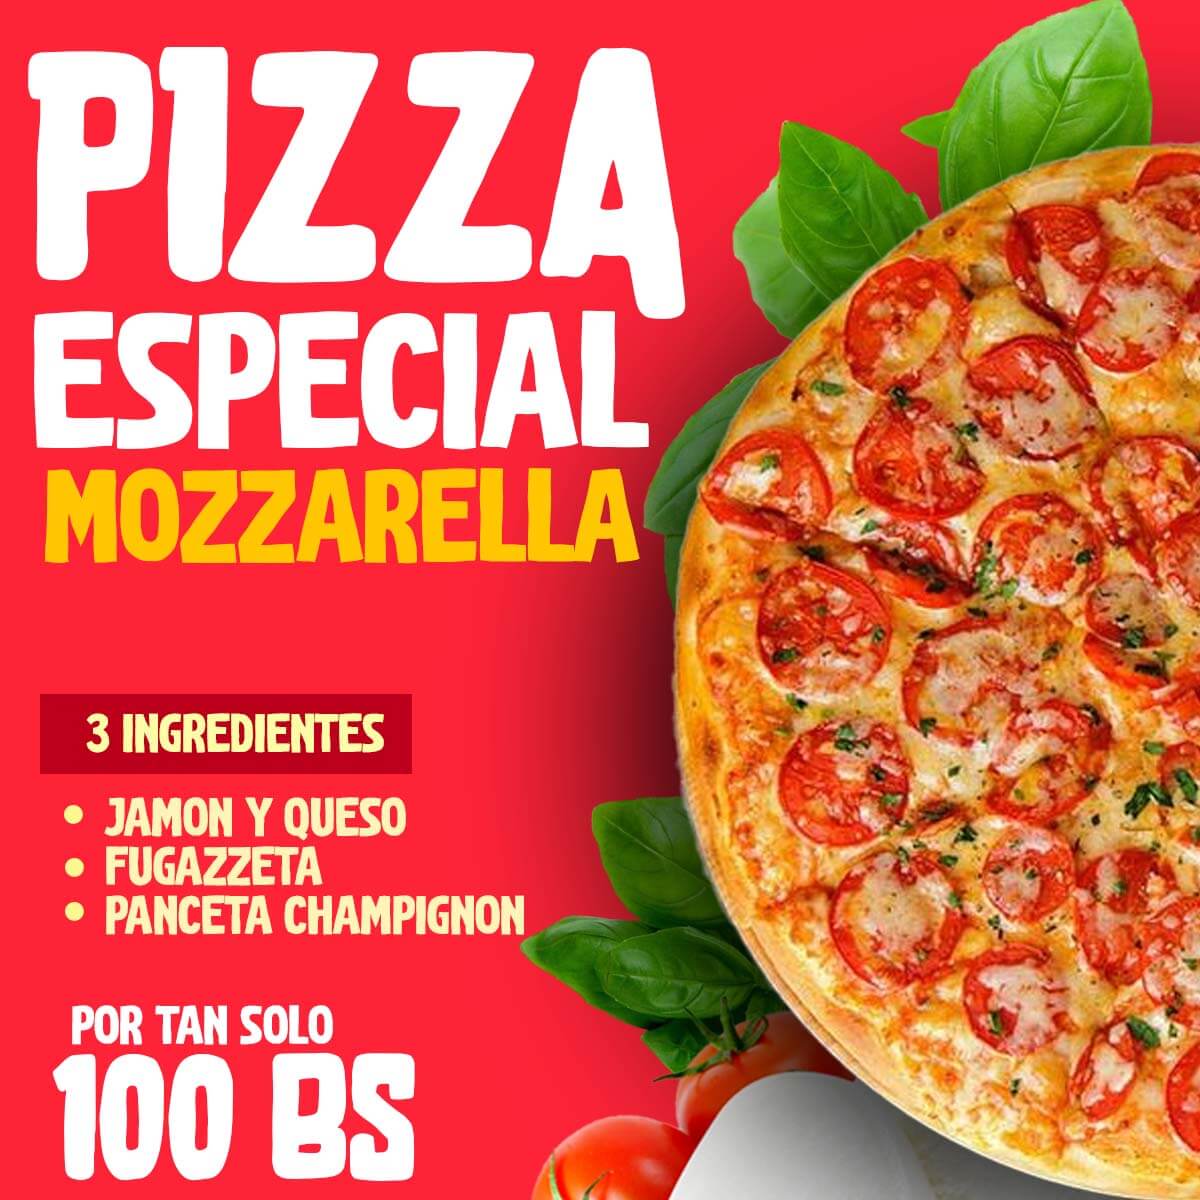 PIZZA
ESPECIAL
MOZZARELLA
3 INGREDIENTES
• JAMON Y QUESO
• FUGAZZETA
• PANCETA CHAMPIGNON
POR TAN SOLO
100 BS